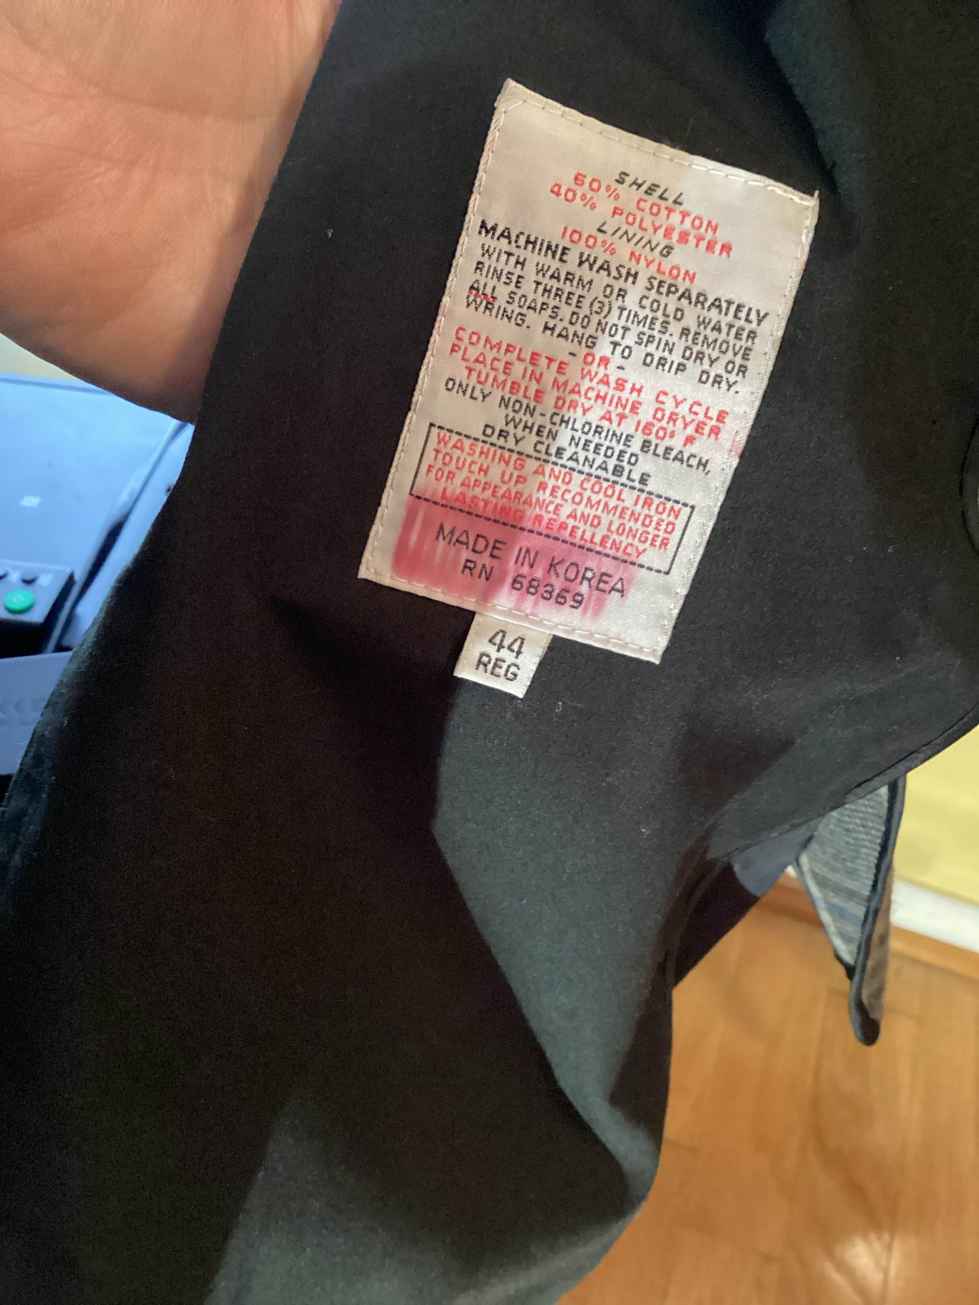 SHELL
60% COTTON
40% POLYESTER
LINING
100% NYLON
MACHINE WASH SEPARATELY
WITH WARM OR COLD WATER
RINSE THREE (3) TIMES. REMOVE
ALL SOAPS. DO NOT SPIN DRY OR
WRING. HANG TO DRIP DRY.
-OR-
COMPLETE WASH CYCLE
PLACE IN MACHINE DRYER
TUMBLE DRY AT 160° F
ONLY NON-CHLORINE BLEACH,
WHEN NEEDED
DRY CLEANABLE
WASHING AND COOL IRON
TOUCH UP RECOMMENDED
FOR APPEARANCE AND LONGER
LASTING REPELLENCY
MADE IN KOREA
RN 68369
44
REG